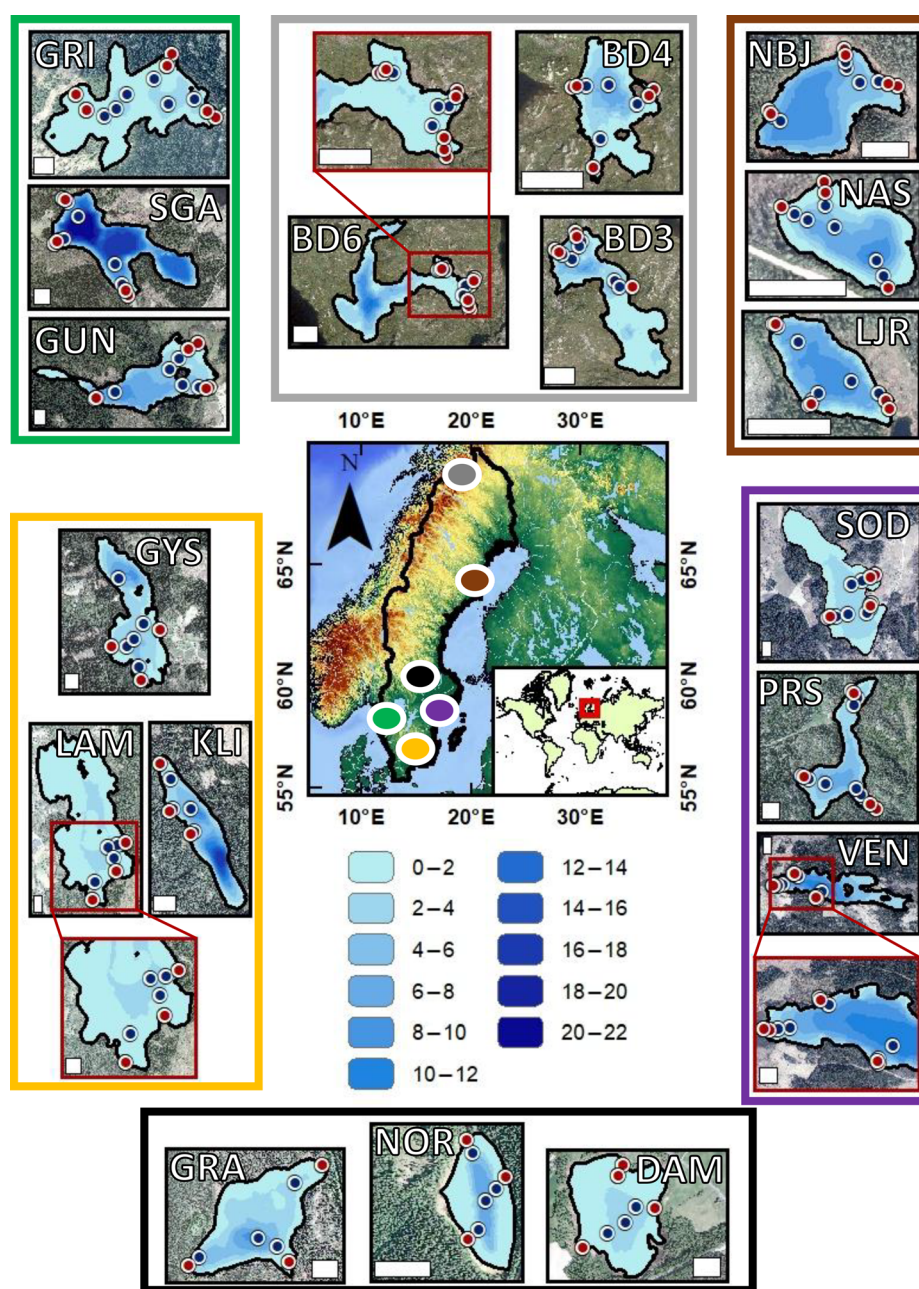 GRI
SGA
GUN
BD4
BD6
BD3
NBJ
NAS
LJR
10°E 20°E 30°E
N
65°N 65°N
60°N 60°N
55°N 55°N
10°E 20°E 30°E
GYS
LAM
KLI
SOD
PRS
VEN
0–2 12–14
2–4 14–16
4–6 16–18
6–8 18–20
8–10 20–22
10–12
GRA
NOR
DAM